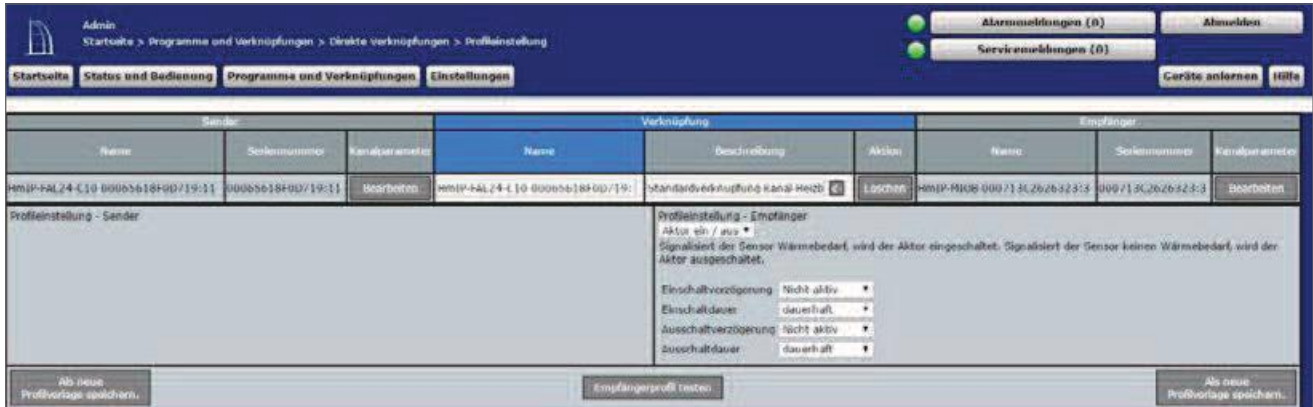 Admin
Startseite > Programme und Verknüpfungen > Direkte Verknüpfungen > Profileinstellung
Alarmmeldungen (0)
Abmelden
Servicemeldungen (0)
Startseite
Status und Bedienung
Programme und Verknüpfungen
Einstellungen
Geräte anlernen
Hilfe
Sender
Verknüpfung
Empfänger
Name
Seriennummer
Kanalparameter
Name
Beschreibung
Aktion
Name
Seriennummer
Kanalparameter
Bearbeiten
Standardverknüpfung Kanal Heizb
Löschen
Bearbeiten
Profileinstellung - Sender
Profileinstellung - Empfänger
Aktor ein / aus
Signalisiert der Sensor Wärmebedarf, wird der Aktor eingeschaltet. Signalisiert der Sensor keinen Wärmebedarf, wird der
Aktor ausgeschaltet.
Einschaltverzögerung Nicht aktiv
Einschaltdauer dauerhaft
Ausschaltverzögerung Nicht aktiv
Ausschaltdauer dauerhaft
Als neue
Profilvorlage speichern.
Empfängerprofil testen
Als neue
Profilvorlage speichern.